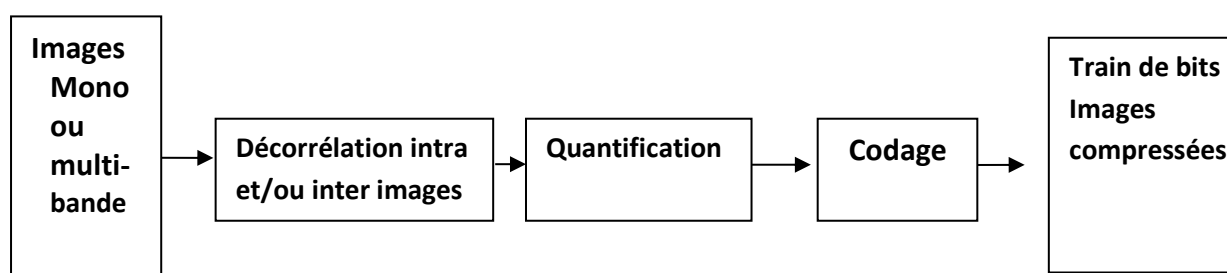 Images
Mono
ou
multi-
bande
Décorrélation intra
et/ou inter images
Quantification
Codage
Train de bits
Images
compressées